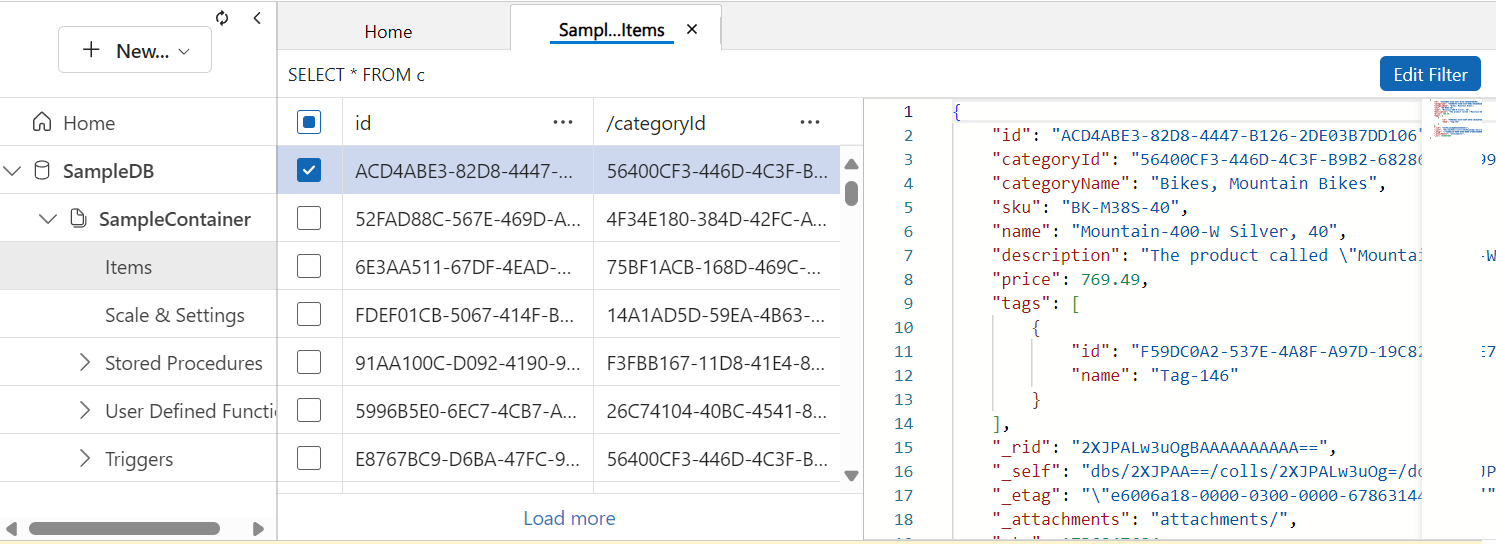 New...
Home
SampleDB
SampleContainer
Items
Scale & Settings
Stored Procedures
User Defined Functi
Triggers
Home
Sampl...Items
SELECT * FROM c
Edit Filter
id ... /categoryId ...
ACD4ABE3-82D8-4447-... 56400CF3-446D-4C3F-B...
52FAD88C-567E-469D-A... 4F34E180-384D-42FC-A...
6E3AA511-67DF-4EAD-... 75BF1ACB-168D-469C-...
FDEF01CB-5067-414F-B... 14A1AD5D-59EA-4B63-...
91AA100C-D092-4190-9... F3FBB167-11D8-41E4-8...
5996B5E0-6EC7-4CB7-A... 26C74104-40BC-4541-8...
E8767BC9-D6BA-47FC-9... 56400CF3-446D-4C3F-B...
Load more
1 {
2 "id": "ACD4ABE3-82D8-4447-B126-2DE03B7DD106"
3 "categoryId": "56400CF3-446D-4C3F-B9B2-68286 99
4 "categoryName": "Bikes, Mountain Bikes",
5 "sku": "BK-M38S-40",
6 "name": "Mountain-400-W Silver, 40",
7 "description": "The product called \"Mountai -W
8 "price": 769.49,
9 "tags": [
10 {
11 "id": "F59DC0A2-537E-4A8F-A97D-19C82 E7
12 "name": "Tag-146"
13 }
14 ],
15 "_rid": "2XJPALw3uOgBAAAAAAAAAA==",
16 "_self": "dbs/2XJPAA==/colls/2XJPALw3uOg=/do JP
17 "_etag": "\"e6006a18-0000-0300-0000-67863144 "
18 "_attachments": "attachments/",